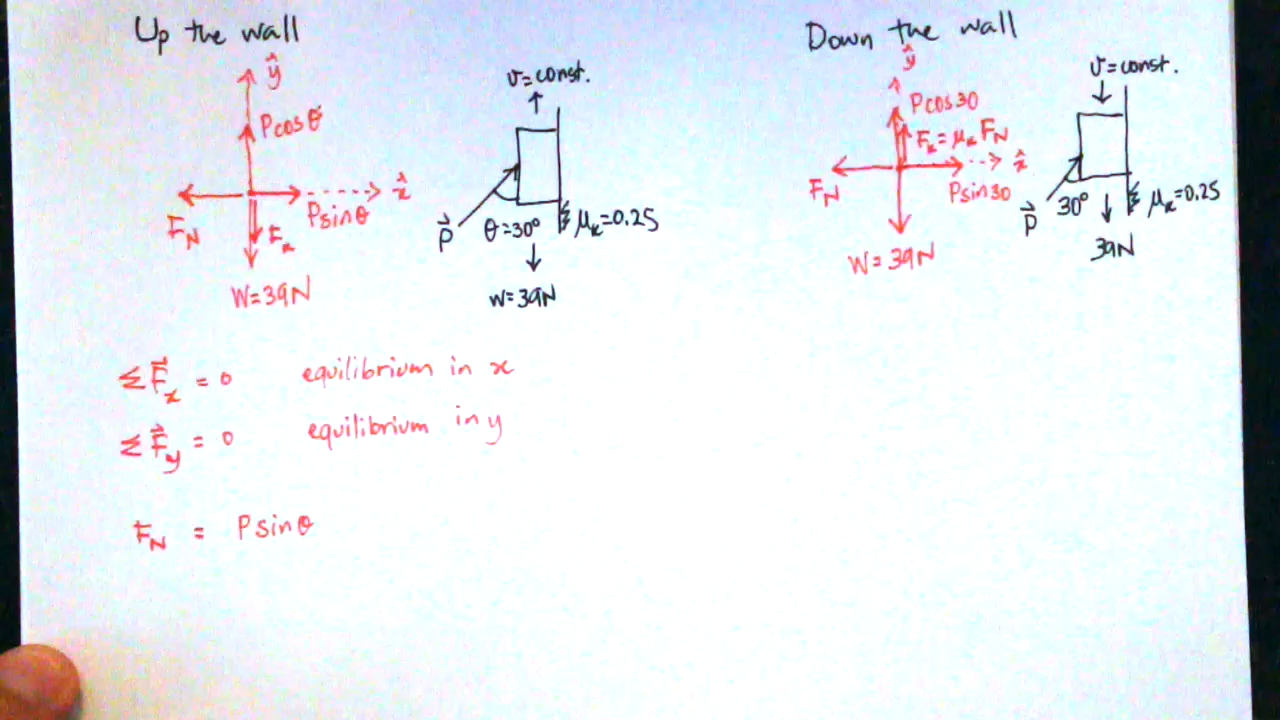 Up the wall
ŷ
Pcosθ
x̂
Psinθ
F_N
F_k
W=39N
v=const.
P⃗
θ=30°
μ_k=0.25
W=39N
Down the wall
ŷ
Pcos30
F_k=μ_k F_N
x̂
F_N
Psin30
W=39N
v=const.
P⃗
30°
μ_k=0.25
39N
ΣF⃗_x = 0 equilibrium in x
ΣF⃗_y = 0 equilibrium in y
F_N = Psinθ